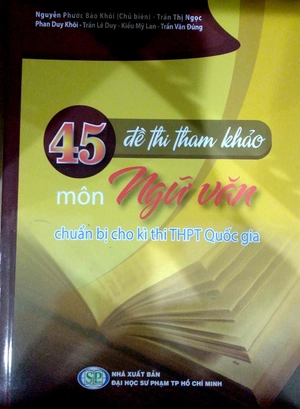 Nguyễn Phước Bảo Khôi (Chủ biên) - Trần Thị Ngọc
Phan Duy Khôi - Trần Lê Duy - Kiều Mỹ Lan - Trần Văn Đúng
45 đề thi tham khảo
môn Ngữ văn
chuẩn bị cho kì thi THPT Quốc gia
NHÀ XUẤT BẢN
ĐẠI HỌC SƯ PHẠM TP HỒ CHÍ MINH